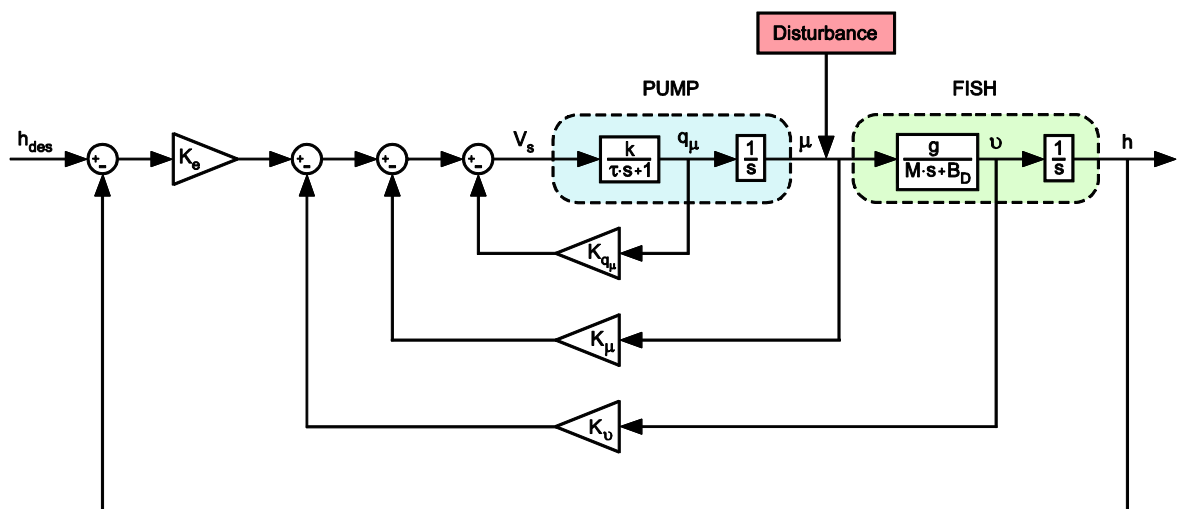 Disturbance
PUMP
FISH
h_des
+
-
K_e
+
-
+
-
+
-
V_s
k
τ·s+1
q_μ
1
s
μ
g
M·s+B_D
υ
1
s
h
K_qμ
K_μ
K_υ